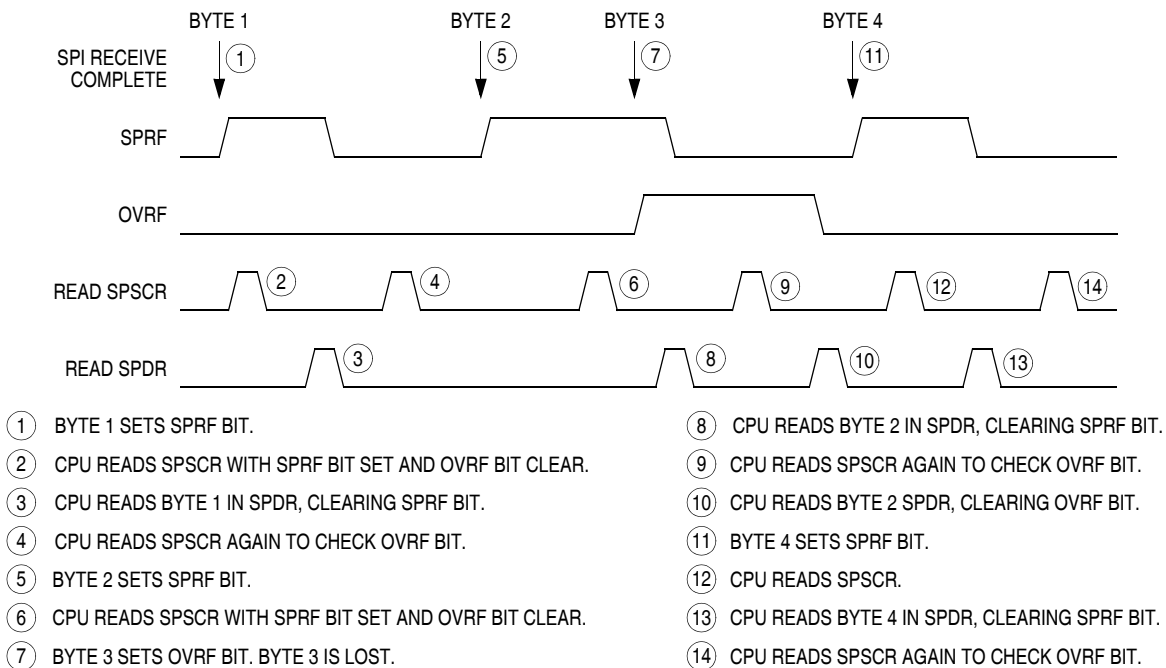 BYTE 1 BYTE 2 BYTE 3 BYTE 4
SPI RECEIVE
COMPLETE
1 5 7 11
SPRF
OVRF
READ SPSCR
2 4 6 9 12 14
READ SPDR
3 8 10 13
1 BYTE 1 SETS SPRF BIT.
2 CPU READS SPSCR WITH SPRF BIT SET AND OVRF BIT CLEAR.
3 CPU READS BYTE 1 IN SPDR, CLEARING SPRF BIT.
4 CPU READS SPSCR AGAIN TO CHECK OVRF BIT.
5 BYTE 2 SETS SPRF BIT.
6 CPU READS SPSCR WITH SPRF BIT SET AND OVRF BIT CLEAR.
7 BYTE 3 SETS OVRF BIT. BYTE 3 IS LOST.
8 CPU READS BYTE 2 IN SPDR, CLEARING SPRF BIT.
9 CPU READS SPSCR AGAIN TO CHECK OVRF BIT.
10 CPU READS BYTE 2 SPDR, CLEARING OVRF BIT.
11 BYTE 4 SETS SPRF BIT.
12 CPU READS SPSCR.
13 CPU READS BYTE 4 IN SPDR, CLEARING SPRF BIT.
14 CPU READS SPSCR AGAIN TO CHECK OVRF BIT.